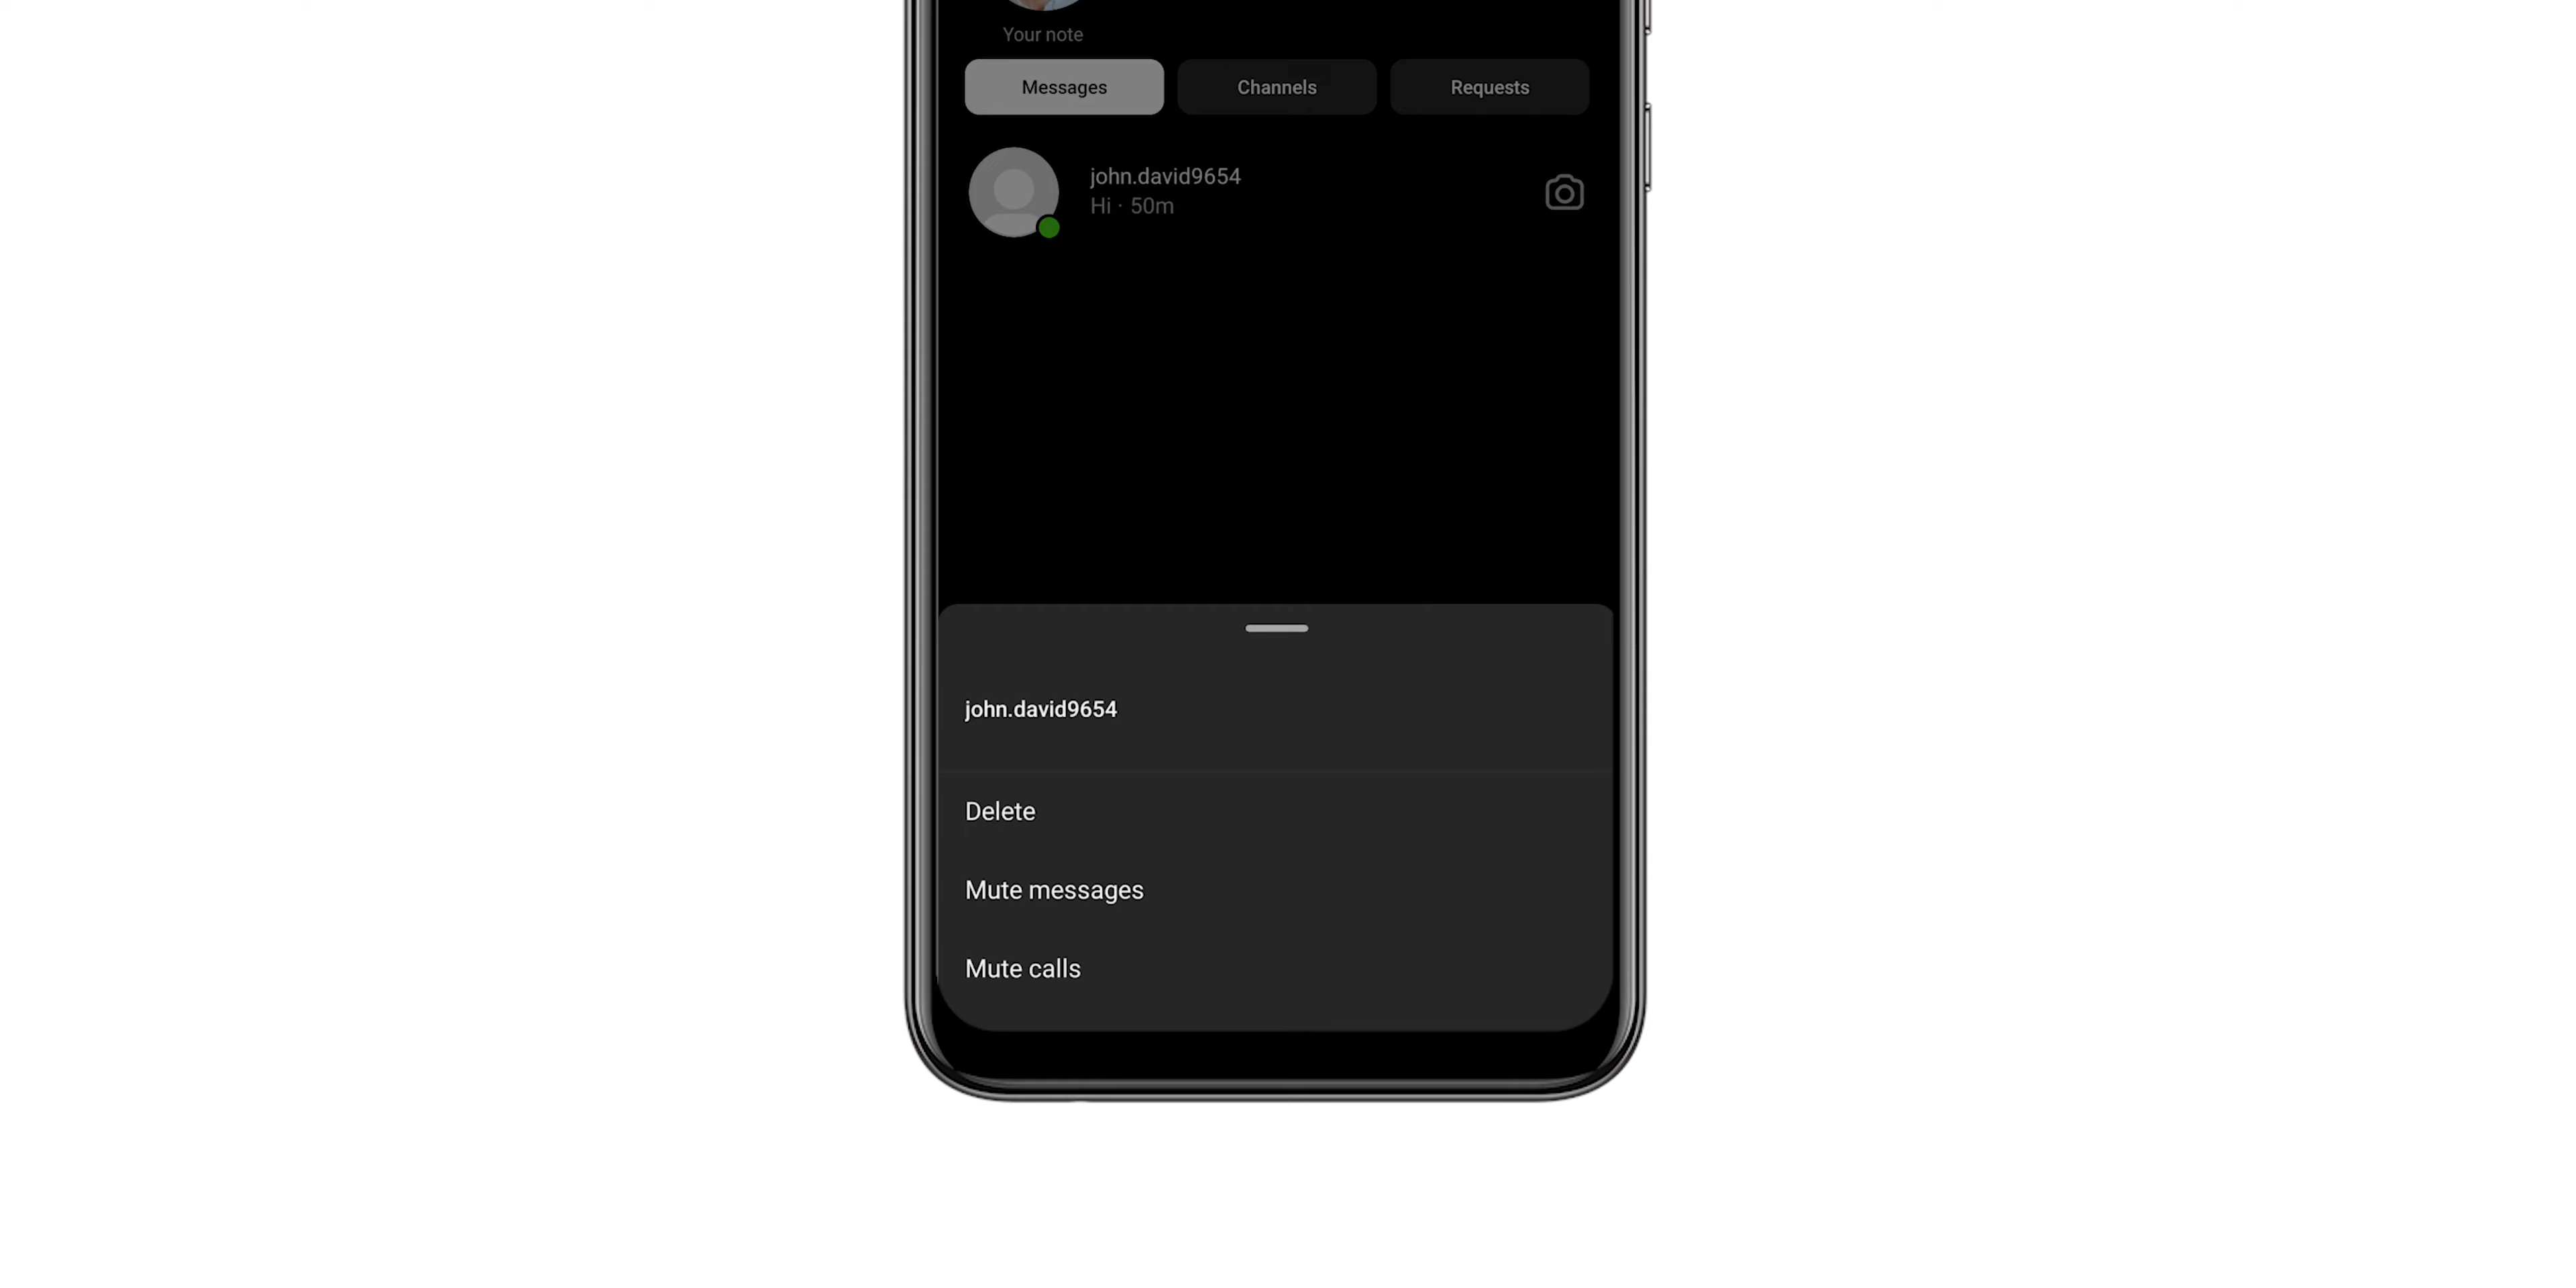 Your note
Messages
Channels
Requests
john.david9654
Hi · 50m
john.david9654
Delete
Mute messages
Mute calls